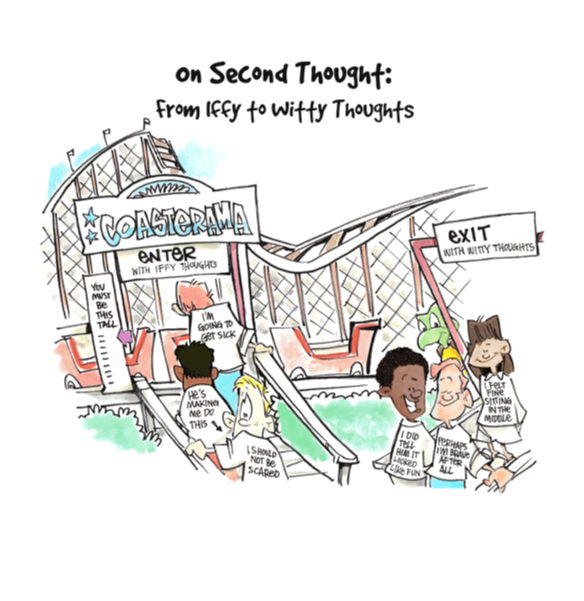 on Second Thought:
From Iffy to Witty Thoughts
COASTERAMA
ENTER
WITH IFFY THOUGHTS
EXIT
WITH WITTY THOUGHTS
YOU
MUST
BE
THIS
TALL
I'M
GOING TO
GET SICK
HE'S
MAKING
ME DO
THIS
I SHOULD
NOT BE
SCARED
I DID
TELL
HIM IT
LOOKED
LIKE FUN
PERHAPS
I'M BRAVE
AFTER
ALL
I FELT
FINE
SITTING
IN THE
MIDDLE